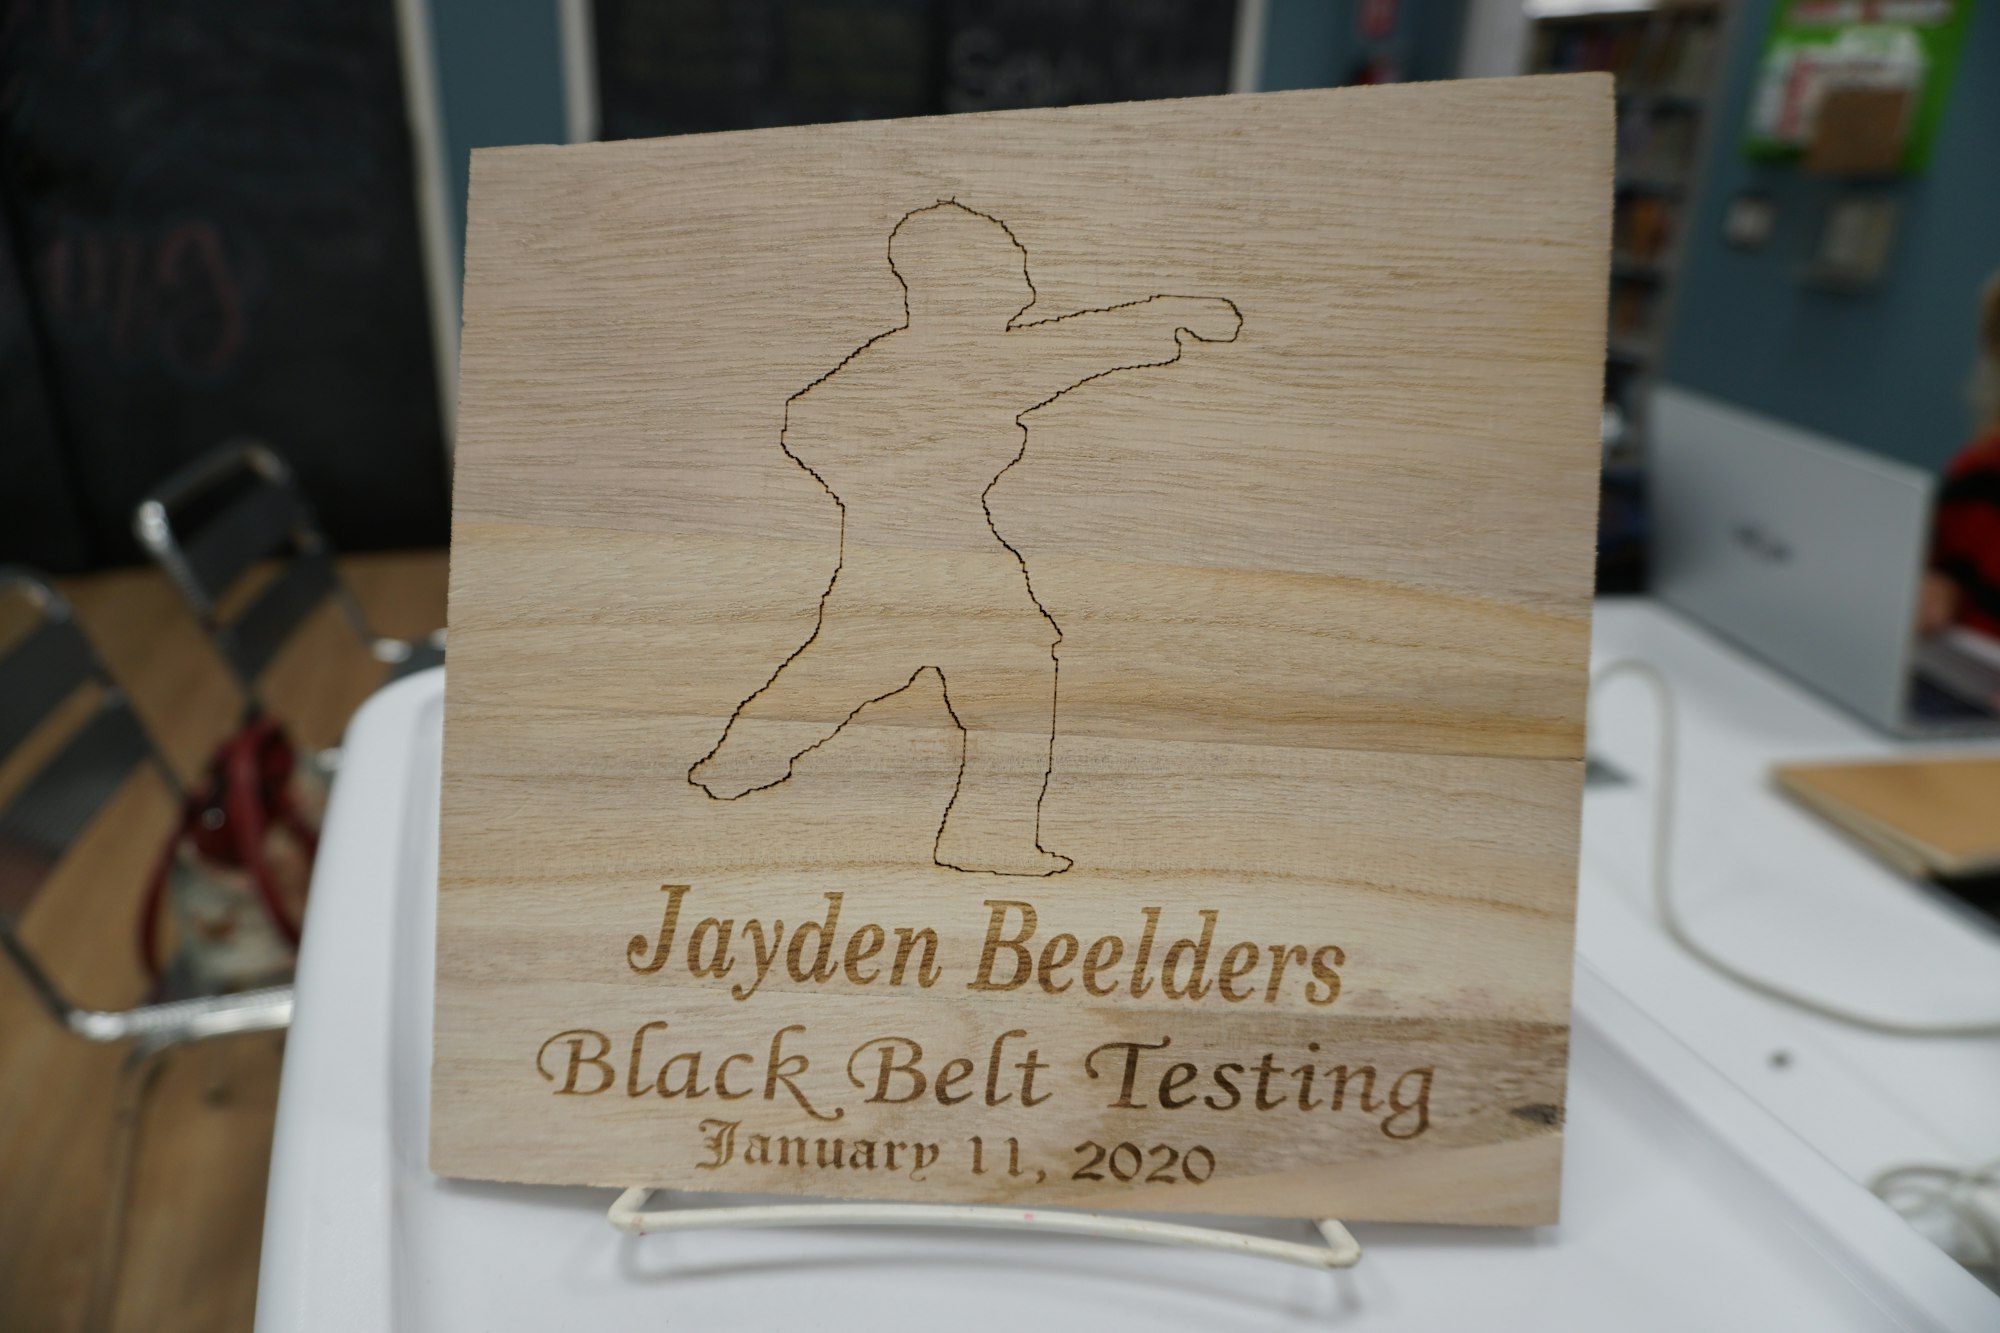 Jayden Beelders
Black Belt Testing
January 11, 2020